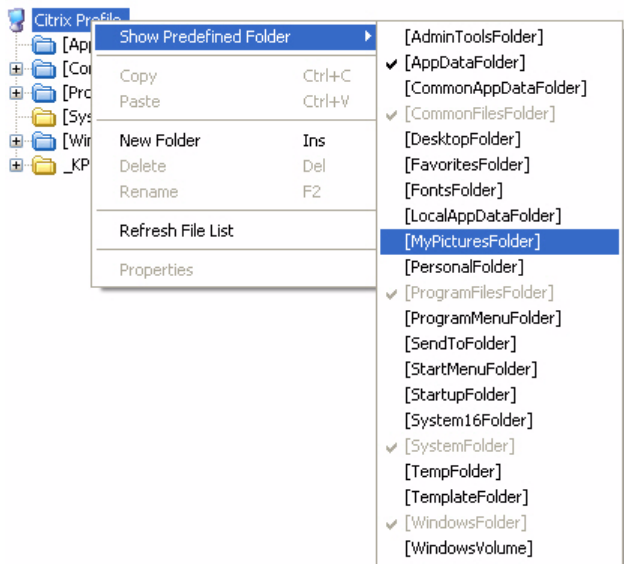 Citrix Profile
[App
[Co
[Pro
[Sys
[Wir
_KP
Show Predefined Folder
Copy Ctrl+C
Paste Ctrl+V
New Folder Ins
Delete Del
Rename F2
Refresh File List
Properties
[AdminToolsFolder]
[AppDataFolder]
[CommonAppDataFolder]
[CommonFilesFolder]
[DesktopFolder]
[FavoritesFolder]
[FontsFolder]
[LocalAppDataFolder]
[MyPicturesFolder]
[PersonalFolder]
[ProgramFilesFolder]
[ProgramMenuFolder]
[SendToFolder]
[StartMenuFolder]
[StartupFolder]
[System16Folder]
[SystemFolder]
[TempFolder]
[TemplateFolder]
[WindowsFolder]
[WindowsVolume]